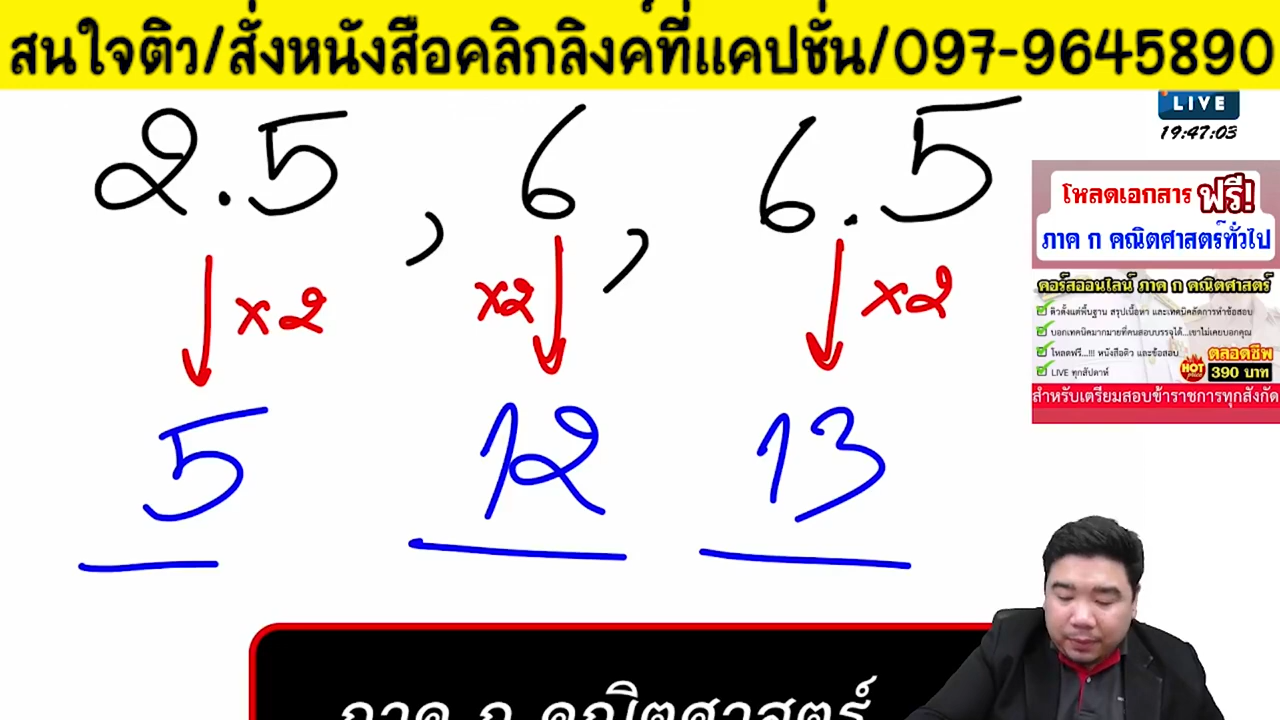 สนใจติว/สั่งหนังสือคลิกลิงค์ที่แคปชั่น/097-9645890
LIVE
19:47:03
2.5 , 6 , 6.5
×2 ×2 ×2
5 12 13
โหลดเอกสาร ฟรี!
ภาค ก คณิตศาสตร์ทั่วไป
คอร์สออนไลน์ ภาค ก คณิตศาสตร์
ติวตั้งแต่พื้นฐาน สรุปเนื้อหา และเทคนิคลัดการทำข้อสอบ
บอกเทคนิคมากมายที่คนสอบบรรจุได้...เขาไม่เคยบอกคุณ
โหลดฟรี...!!! หนังสือติว และข้อสอบ
LIVE ทุกสัปดาห์
HOT price
ตลอดชีพ
390 บาท
สำหรับเตรียมสอบข้าราชการทุกสังกัด
ภาค ก คณิตศาสตร์